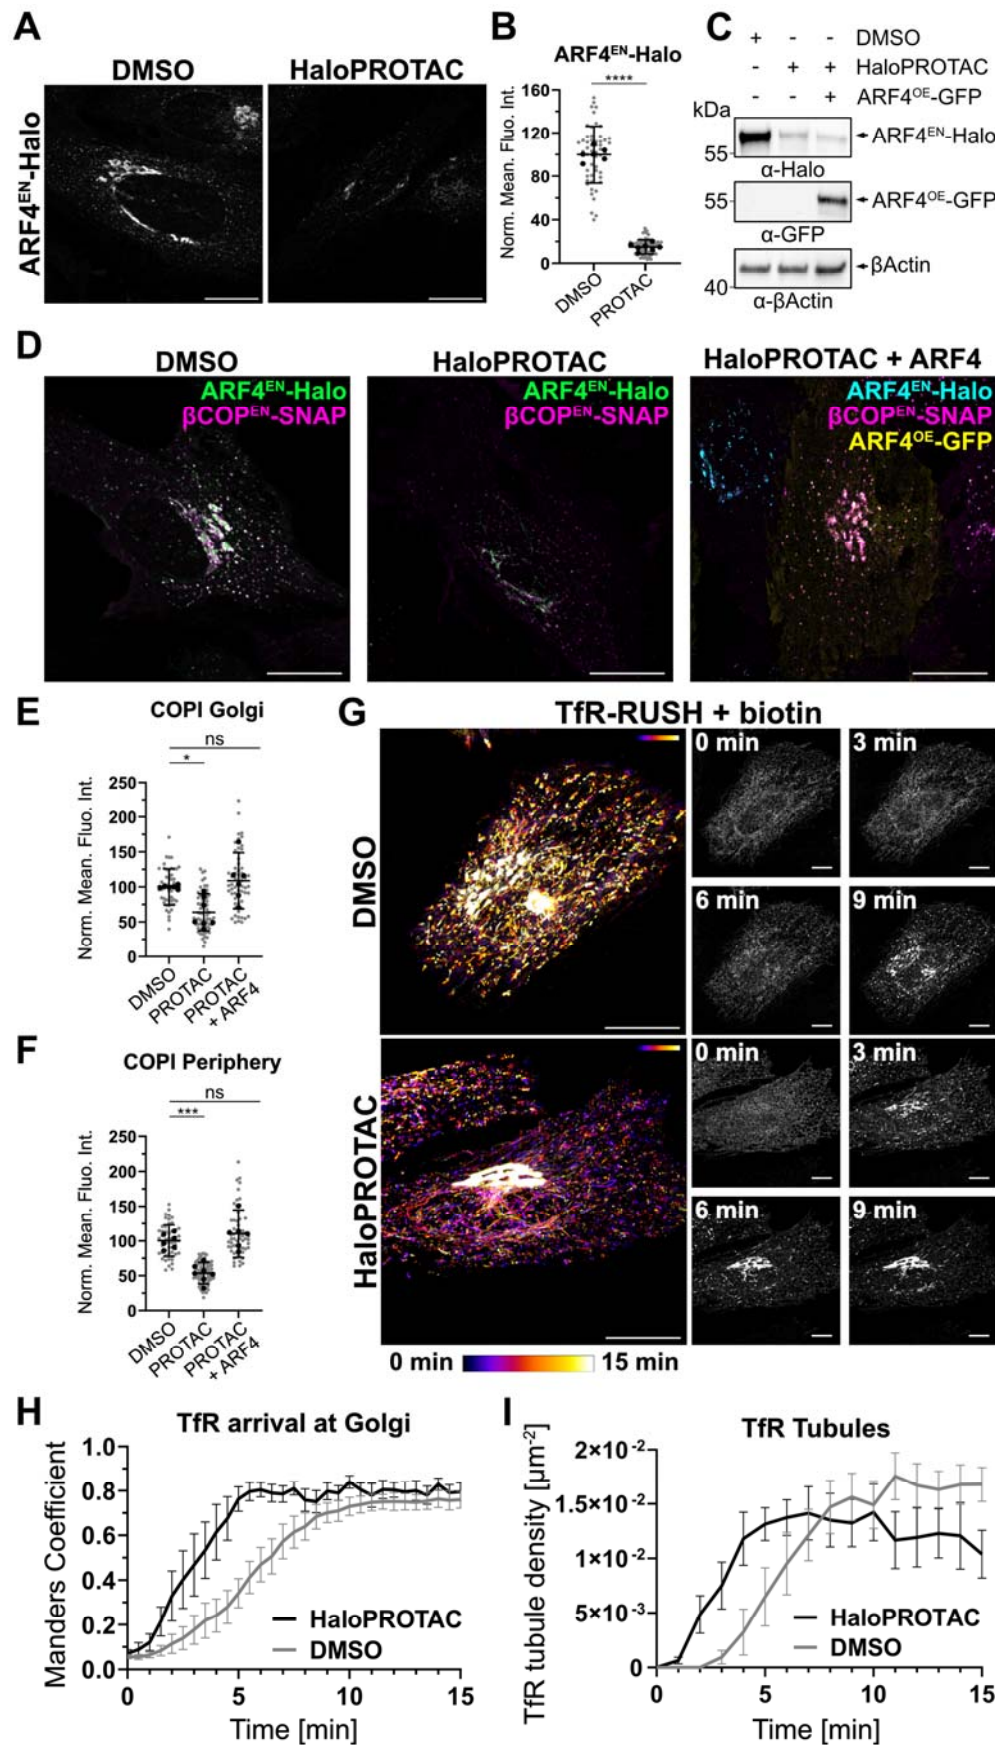 A
DMSO
HaloPROTAC
ARF4ᴱᴺ-Halo
B
ARF4ᴱᴺ-Halo
****
Norm. Mean. Fluo. Int.
160
120
80
40
0
DMSO
PROTAC
C
+ - - DMSO
- + + HaloPROTAC
- - + ARF4ᴼᴱ-GFP
kDa
ARF4ᴱᴺ-Halo
55
α-Halo
55
ARF4ᴼᴱ-GFP
α-GFP
βActin
40
α-βActin
D
DMSO
ARF4ᴱᴺ-Halo
βCOPᴱᴺ-SNAP
HaloPROTAC
ARF4ᴱᴺ-Halo
βCOPᴱᴺ-SNAP
HaloPROTAC + ARF4
ARF4ᴱᴺ-Halo
βCOPᴱᴺ-SNAP
ARF4ᴼᴱ-GFP
E
COPI Golgi
ns
*
Norm. Mean. Fluo. Int.
250
200
150
100
50
0
DMSO
PROTAC
PROTAC
+ ARF4
F
COPI Periphery
ns
***
Norm. Mean. Fluo. Int.
250
200
150
100
50
0
DMSO
PROTAC
PROTAC
+ ARF4
G
TfR-RUSH + biotin
DMSO
0 min
3 min
6 min
9 min
HaloPROTAC
0 min
3 min
6 min
9 min
0 min
15 min
H
TfR arrival at Golgi
Manders Coefficient
1.0
0.8
0.6
0.4
0.2
0.0
HaloPROTAC
DMSO
0 5 10 15
Time [min]
I
TfR Tubules
TfR tubule density [μm⁻²]
2×10⁻²
1.5×10⁻²
1×10⁻²
5×10⁻³
0
HaloPROTAC
DMSO
0 5 10 15
Time [min]